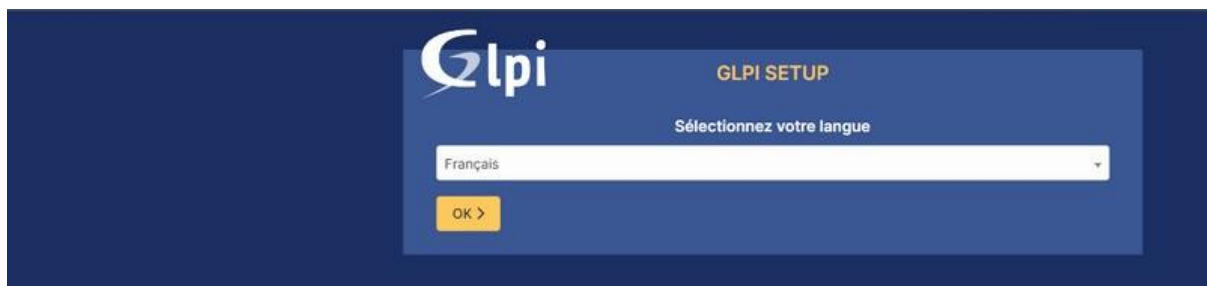 Glpi
GLPI SETUP
Sélectionnez votre langue
Français
OK >